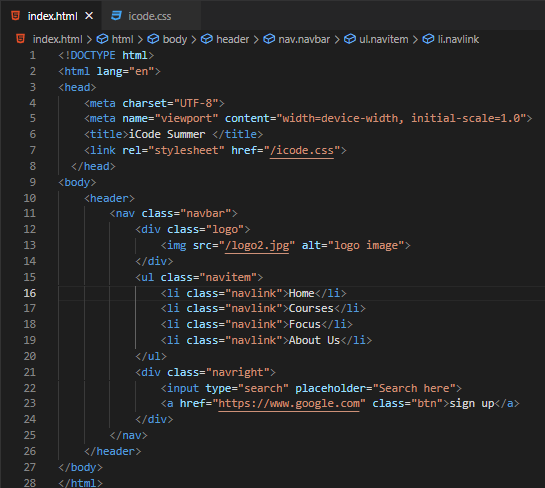 index.html × icode.css
index.html > html > body > header > nav.navbar > ul.navitem > li.navlink
1 <!DOCTYPE html>
2 <html lang="en">
3 <head>
4 <meta charset="UTF-8">
5 <meta name="viewport" content="width=device-width, initial-scale=1.0">
6 <title>iCode Summer </title>
7 <link rel="stylesheet" href="/icode.css">
8 </head>
9 <body>
10 <header>
11 <nav class="navbar">
12 <div class="logo">
13 <img src="/logo2.jpg" alt="logo image">
14 </div>
15 <ul class="navitem">
16 <li class="navlink">Home</li>
17 <li class="navlink">Courses</li>
18 <li class="navlink">Focus</li>
19 <li class="navlink">About Us</li>
20 </ul>
21 <div class="navright">
22 <input type="search" placeholder="Search here">
23 <a href="https://www.google.com" class="btn">sign up</a>
24 </div>
25 </nav>
26 </header>
27 </body>
28 </html>